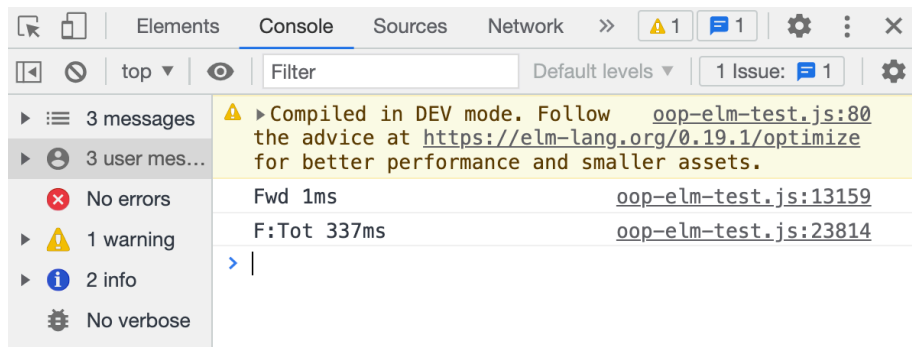 Elements Console Sources Network » 1 1
top ▼ Filter Default levels ▼ 1 Issue: 1
3 messages
3 user mes...
No errors
1 warning
2 info
No verbose
Compiled in DEV mode. Follow oop-elm-test.js:80
the advice at https://elm-lang.org/0.19.1/optimize
for better performance and smaller assets.
Fwd 1ms oop-elm-test.js:13159
F:Tot 337ms oop-elm-test.js:23814
>